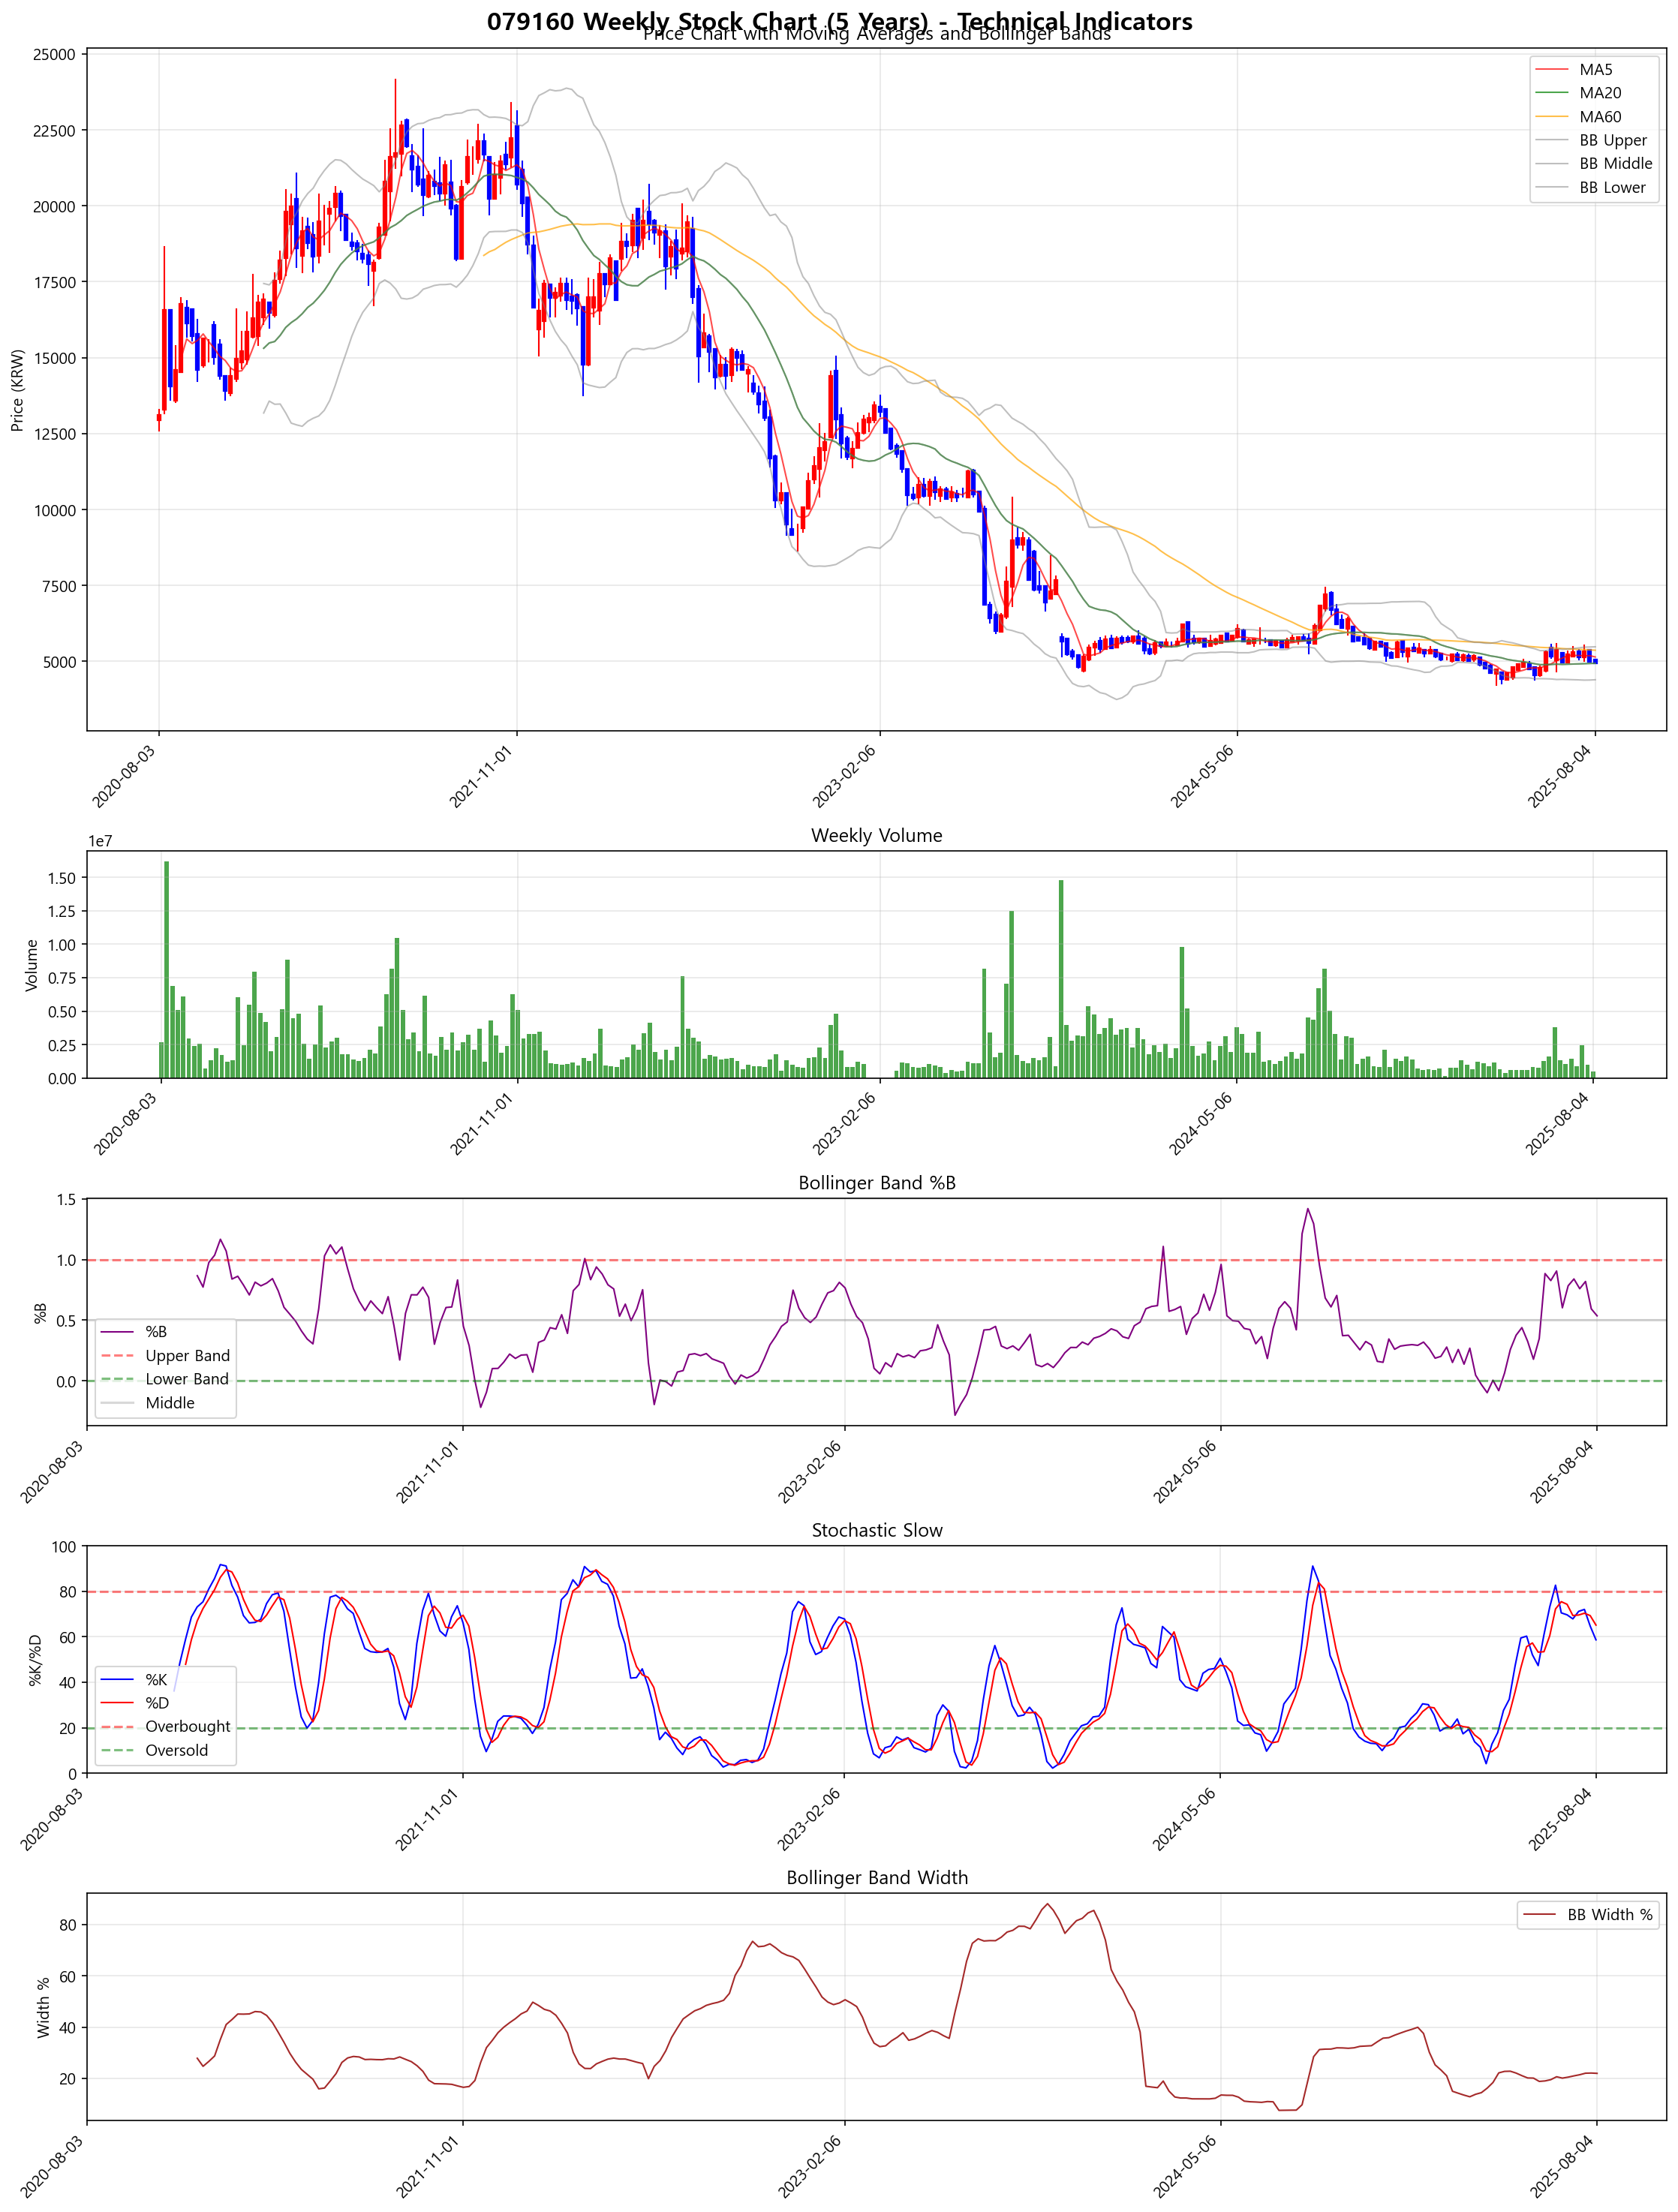 079160 Weekly Stock Chart (5 Years) - Technical Indicators
Price Chart with Moving Averages and Bollinger Bands
Price (KRW)
25000
22500
20000
17500
15000
12500
10000
7500
5000
MA5
MA20
MA60
BB Upper
BB Middle
BB Lower
2020-08-03
2021-11-01
2023-02-06
2024-05-06
2025-08-04
Weekly Volume
1e7
Volume
1.50
1.25
1.00
0.75
0.50
0.25
0.00
2020-08-03
2021-11-01
2023-02-06
2024-05-06
2025-08-04
Bollinger Band %B
%B
1.5
1.0
0.5
0.0
%B
Upper Band
Lower Band
Middle
2020-08-03
2021-11-01
2023-02-06
2024-05-06
2025-08-04
Stochastic Slow
%K/%D
100
80
60
40
20
0
%K
%D
Overbought
Oversold
2020-08-03
2021-11-01
2023-02-06
2024-05-06
2025-08-04
Bollinger Band Width
Width %
80
60
40
20
BB Width %
2020-08-03
2021-11-01
2023-02-06
2024-05-06
2025-08-04